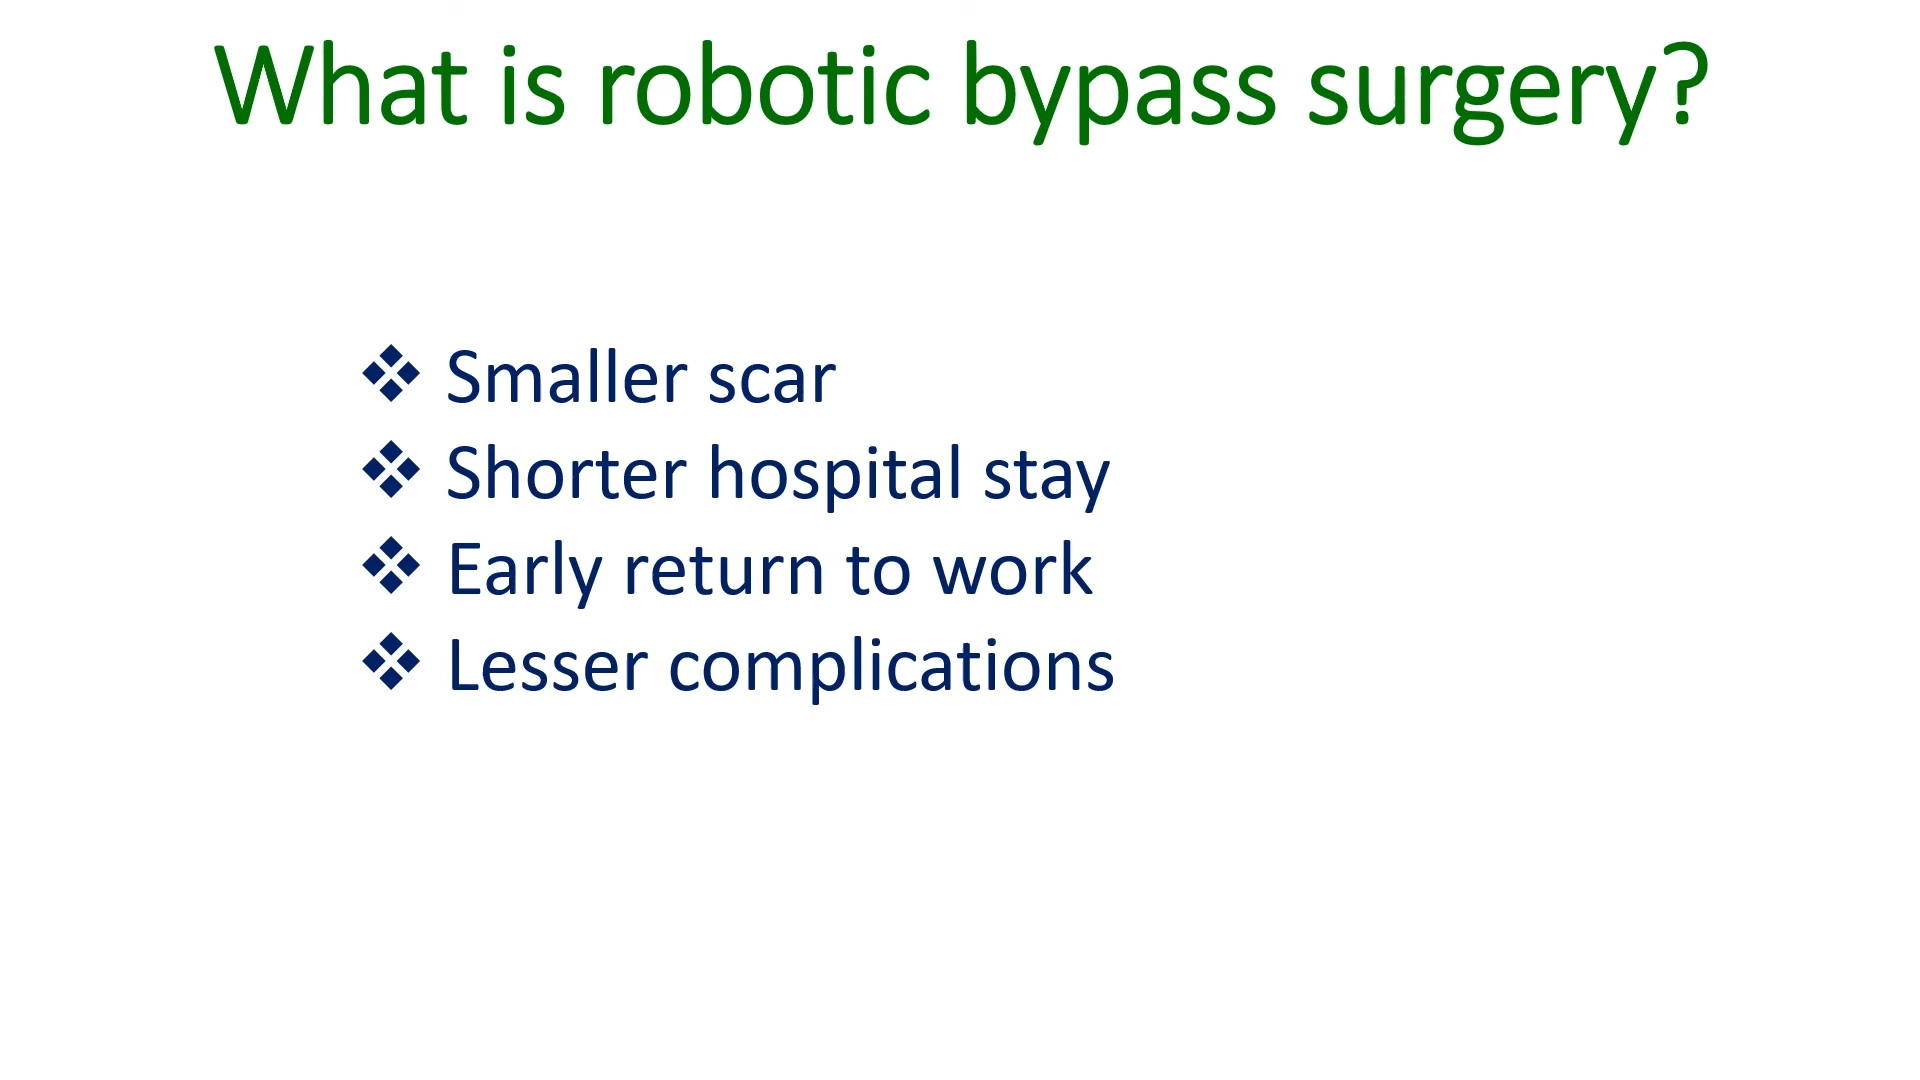 What is robotic bypass surgery?
❖ Smaller scar
❖ Shorter hospital stay
❖ Early return to work
❖ Lesser complications